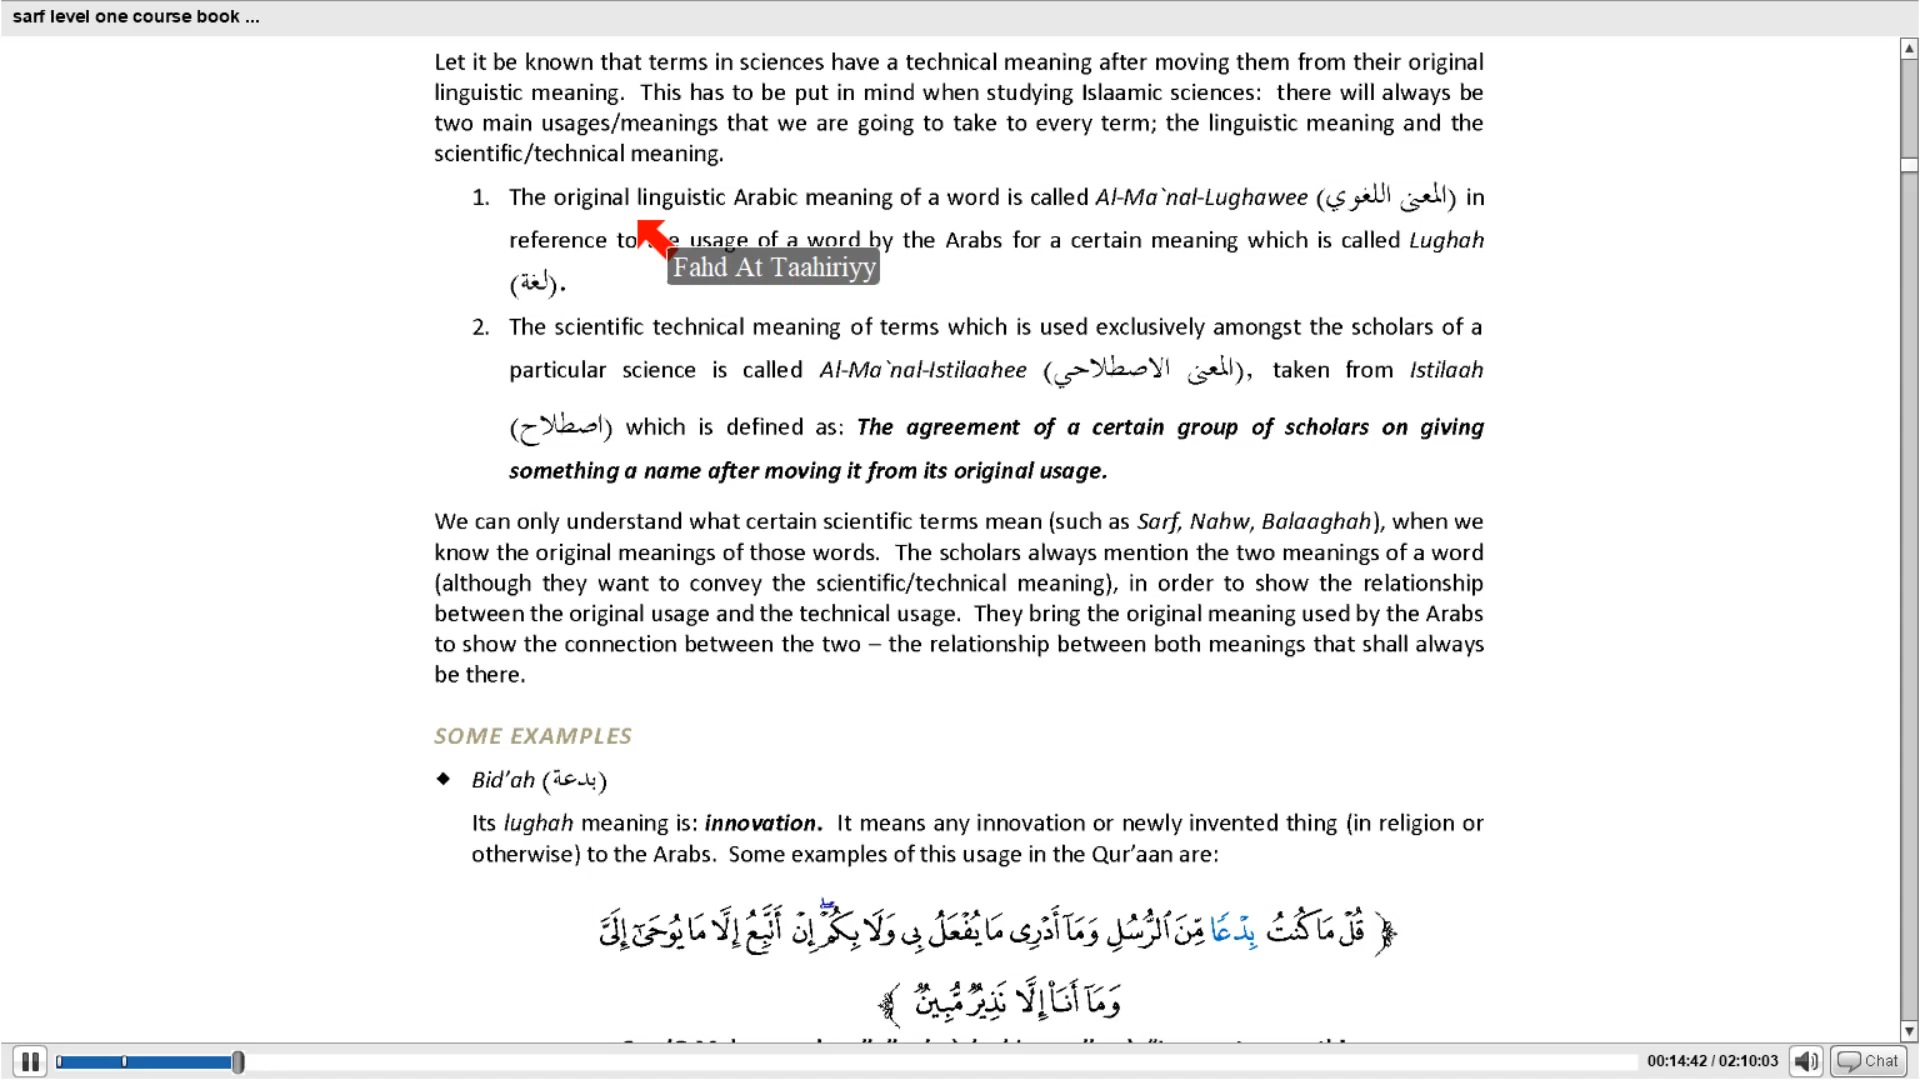 sarf level one course book ...
Let it be known that terms in sciences have a technical meaning after moving them from their original
linguistic meaning. This has to be put in mind when studying Islaamic sciences: there will always be
two main usages/meanings that we are going to take to every term; the linguistic meaning and the
scientific/technical meaning.
1. The original linguistic Arabic meaning of a word is called Al-Ma`nal-Lughawee (المعنى اللغوي) in
reference to usage of a word by the Arabs for a certain meaning which is called Lughah
Fahd At Taahiriyy
(لغة).
2. The scientific technical meaning of terms which is used exclusively amongst the scholars of a
particular science is called Al-Ma`nal-Istilaahee (المعنى الاصطلاحي), taken from Istilaah
(اصطلاح) which is defined as: The agreement of a certain group of scholars on giving
something a name after moving it from its original usage.
We can only understand what certain scientific terms mean (such as Sarf, Nahw, Balaaghah), when we
know the original meanings of those words. The scholars always mention the two meanings of a word
(although they want to convey the scientific/technical meaning), in order to show the relationship
between the original usage and the technical usage. They bring the original meaning used by the Arabs
to show the connection between the two – the relationship between both meanings that shall always
be there.
SOME EXAMPLES
◆ Bid’ah (بدعة)
Its lughah meaning is: innovation. It means any innovation or newly invented thing (in religion or
otherwise) to the Arabs. Some examples of this usage in the Qur’aan are:
﴿ قُلْ مَا كُنتُ بِدْعًا مِّنَ ٱلرُّسُلِ وَمَآ أَدْرِى مَا يُفْعَلُ بِى وَلَا بِكُمْ ۖ إِنْ أَتَّبِعُ إِلَّا مَا يُوحَىٰٓ إِلَىَّ
وَمَآ أَنَا۠ إِلَّا نَذِيرٌ مُّبِينٌ ﴾
00:14:42 / 02:10:03
Chat